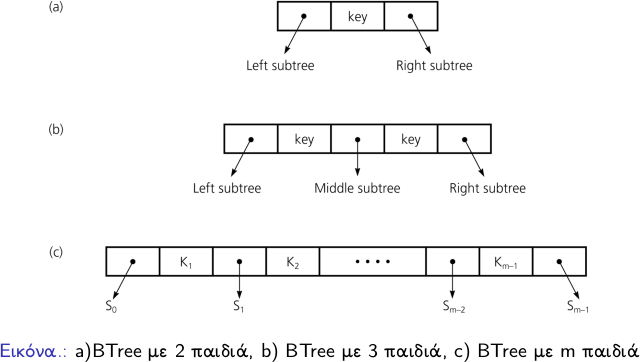 (a)
key
Left subtree Right subtree
(b)
key key
Left subtree Middle subtree Right subtree
(c)
K₁ K₂ • • • • Kₘ₋₁
S₀ S₁ Sₘ₋₂ Sₘ₋₁
Εικόνα.: a)BTree με 2 παιδιά, b) BTree με 3 παιδιά, c) BTree με m παιδιά